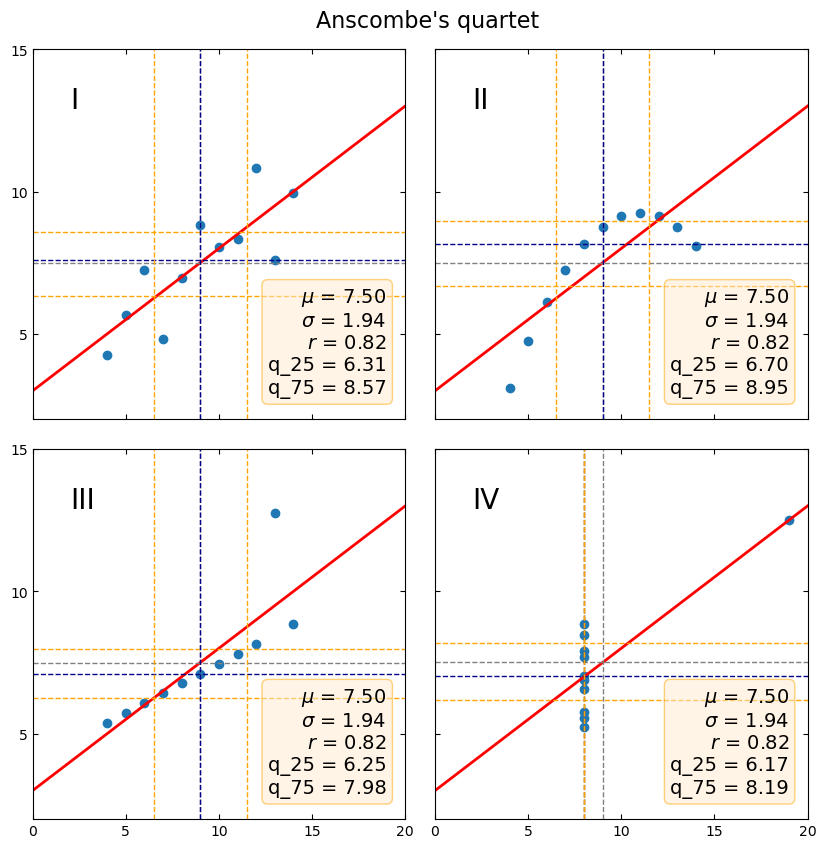 Anscombe's quartet
15
10
5
I
μ = 7.50
σ = 1.94
r = 0.82
q_25 = 6.31
q_75 = 8.57
II
μ = 7.50
σ = 1.94
r = 0.82
q_25 = 6.70
q_75 = 8.95
15
10
5
0
5
10
15
20
III
μ = 7.50
σ = 1.94
r = 0.82
q_25 = 6.25
q_75 = 7.98
IV
μ = 7.50
σ = 1.94
r = 0.82
q_25 = 6.17
q_75 = 8.19
0
5
10
15
20